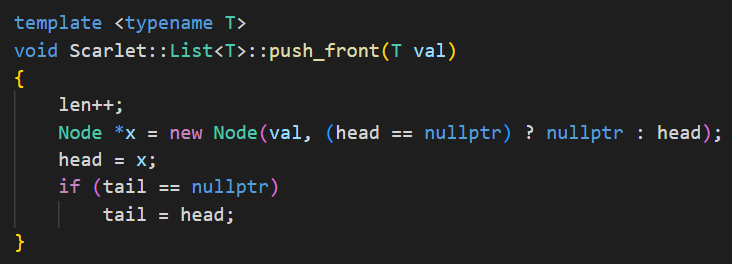 template <typename T>
void Scarlet::List<T>::push_front(T val)
{
    len++;
    Node *x = new Node(val, (head == nullptr) ? nullptr : head);
    head = x;
    if (tail == nullptr)
        tail = head;
}